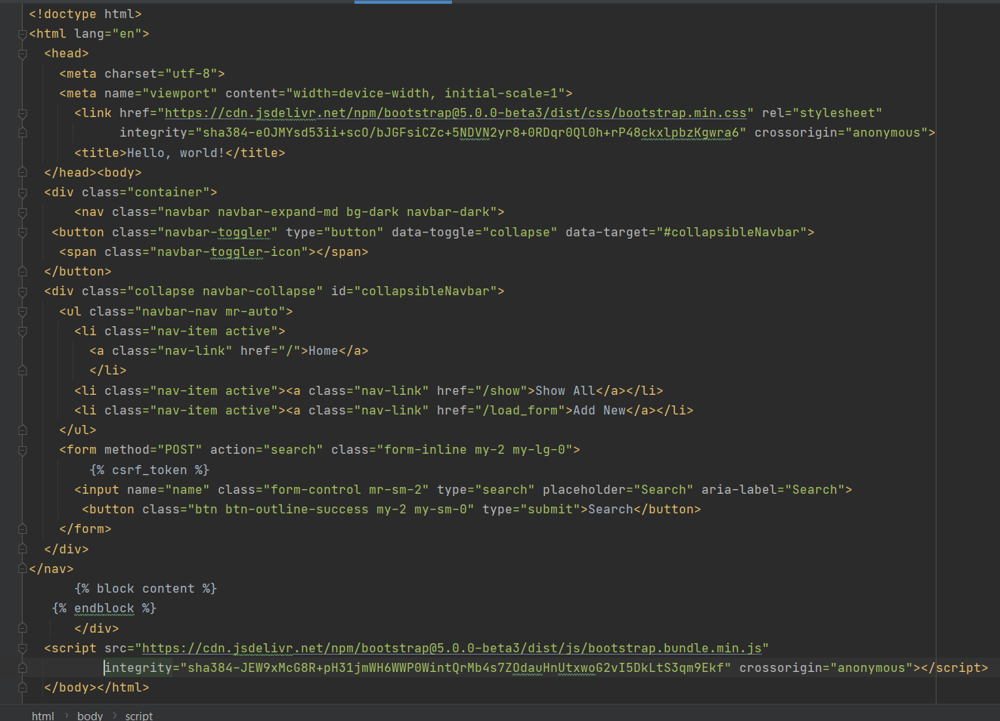 <!doctype html>
<html lang="en">
<head>
<meta charset="utf-8">
<meta name="viewport" content="width=device-width, initial-scale=1">
<link href="https://cdn.jsdelivr.net/npm/bootstrap@5.0.0-beta3/dist/css/bootstrap.min.css" rel="stylesheet"
integrity="sha384-eOJMYsd53ii+scO/bJGFsiCZc+5NDVN2yr8+0RDqr0Ql0h+rP48ckxlpbzKgwra6" crossorigin="anonymous">
<title>Hello, world!</title>
</head><body>
<div class="container">
<nav class="navbar navbar-expand-md bg-dark navbar-dark">
<button class="navbar-toggler" type="button" data-toggle="collapse" data-target="#collapsibleNavbar">
<span class="navbar-toggler-icon"></span>
</button>
<div class="collapse navbar-collapse" id="collapsibleNavbar">
<ul class="navbar-nav mr-auto">
<li class="nav-item active">
<a class="nav-link" href="/">Home</a>
</li>
<li class="nav-item active"><a class="nav-link" href="/show">Show All</a></li>
<li class="nav-item active"><a class="nav-link" href="/load_form">Add New</a></li>
</ul>
<form method="POST" action="search" class="form-inline my-2 my-lg-0">
{% csrf_token %}
<input name="name" class="form-control mr-sm-2" type="search" placeholder="Search" aria-label="Search">
<button class="btn btn-outline-success my-2 my-sm-0" type="submit">Search</button>
</form>
</div>
</nav>
{% block content %}
{% endblock %}
</div>
<script src="https://cdn.jsdelivr.net/npm/bootstrap@5.0.0-beta3/dist/js/bootstrap.bundle.min.js"
integrity="sha384-JEW9xMcG8R+pH31jmWH6WWP0WintQrMb4s7ZOdauHnUtxwoG2vI5DkLtS3qm9Ekf" crossorigin="anonymous"></script>
</body></html>
html › body › script